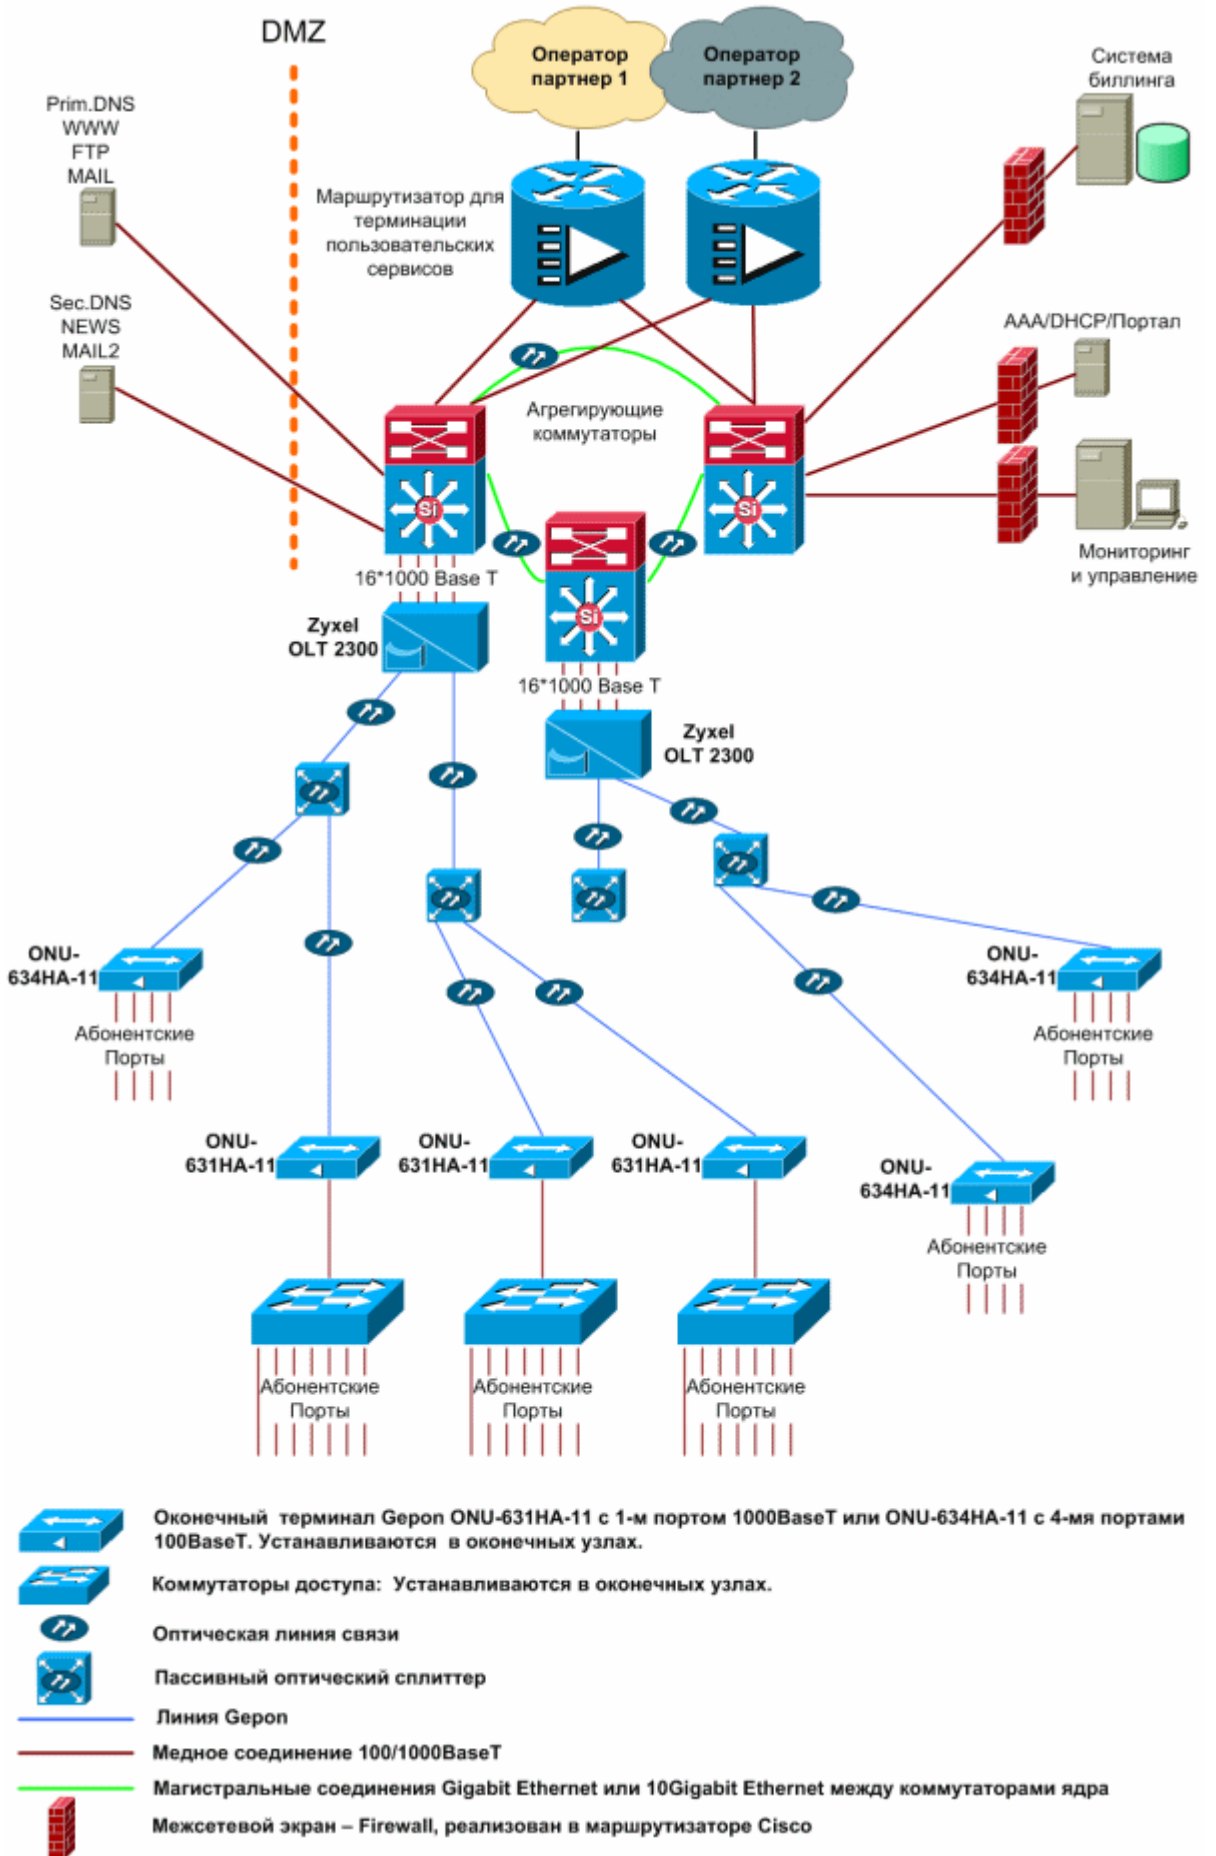 DMZ
Оператор
партнер 1
Оператор
партнер 2
Система
биллинга
Prim.DNS
WWW
FTP
MAIL
Маршрутизатор для
терминации
пользовательских
сервисов
Sec.DNS
NEWS
MAIL2
AAA/DHCP/Портал
Агрегирующие
коммутаторы
Si
Si
Si
Мониторинг
и управление
16*1000 Base T
Zyxel
OLT 2300
16*1000 Base T
Zyxel
OLT 2300
ONU-
634HA-11
Абонентские
Порты
ONU-
634HA-11
Абонентские
Порты
ONU-
631HA-11
ONU-
631HA-11
ONU-
631HA-11
ONU-
634HA-11
Абонентские
Порты
Абонентские
Порты
Абонентские
Порты
Абонентские
Порты
Оконечный терминал Gepon ONU-631HA-11 с 1-м портом 1000BaseT или ONU-634HA-11 с 4-мя портами
100BaseT. Устанавливаются в оконечных узлах.
Коммутаторы доступа: Устанавливаются в оконечных узлах.
Оптическая линия связи
Пассивный оптический сплиттер
Линия Gepon
Медное соединение 100/1000BaseT
Магистральные соединения Gigabit Ethernet или 10Gigabit Ethernet между коммутаторами ядра
Межсетевой экран – Firewall, реализован в маршрутизаторе Cisco